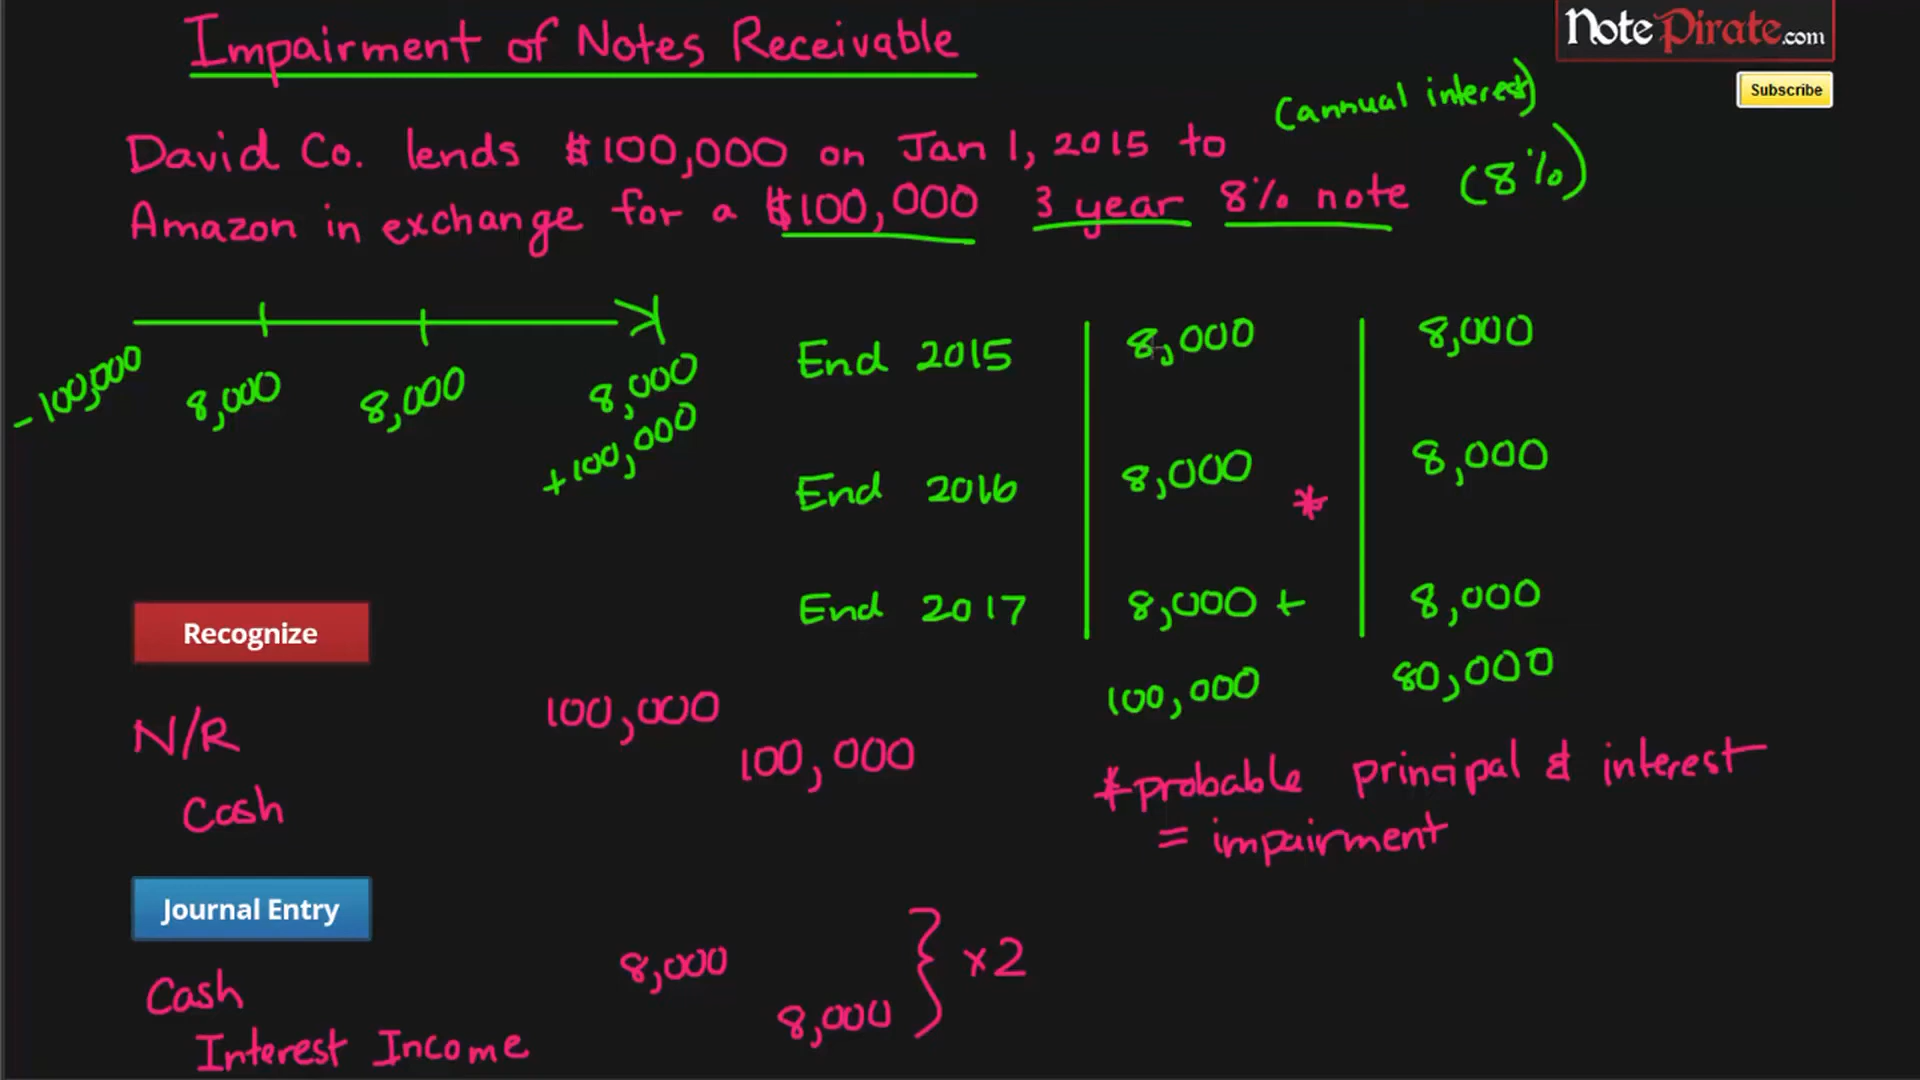 Impairment of Notes Receivable
NotePirate.com
Subscribe
(annual interest)
David Co. lends $100,000 on Jan 1, 2015 to
Amazon in exchange for a $100,000 3 year 8% note (8%)
-100,000 8,000 8,000 8,000
+100,000
End 2015 8,000 8,000
End 2016 8,000 * 8,000
End 2017 8,000 + 8,000
100,000 80,000
*probable principal & interest
= impairment
Recognize
N/R 100,000
Cash 100,000
Journal Entry
Cash 8,000
Interest Income 8,000 } x2